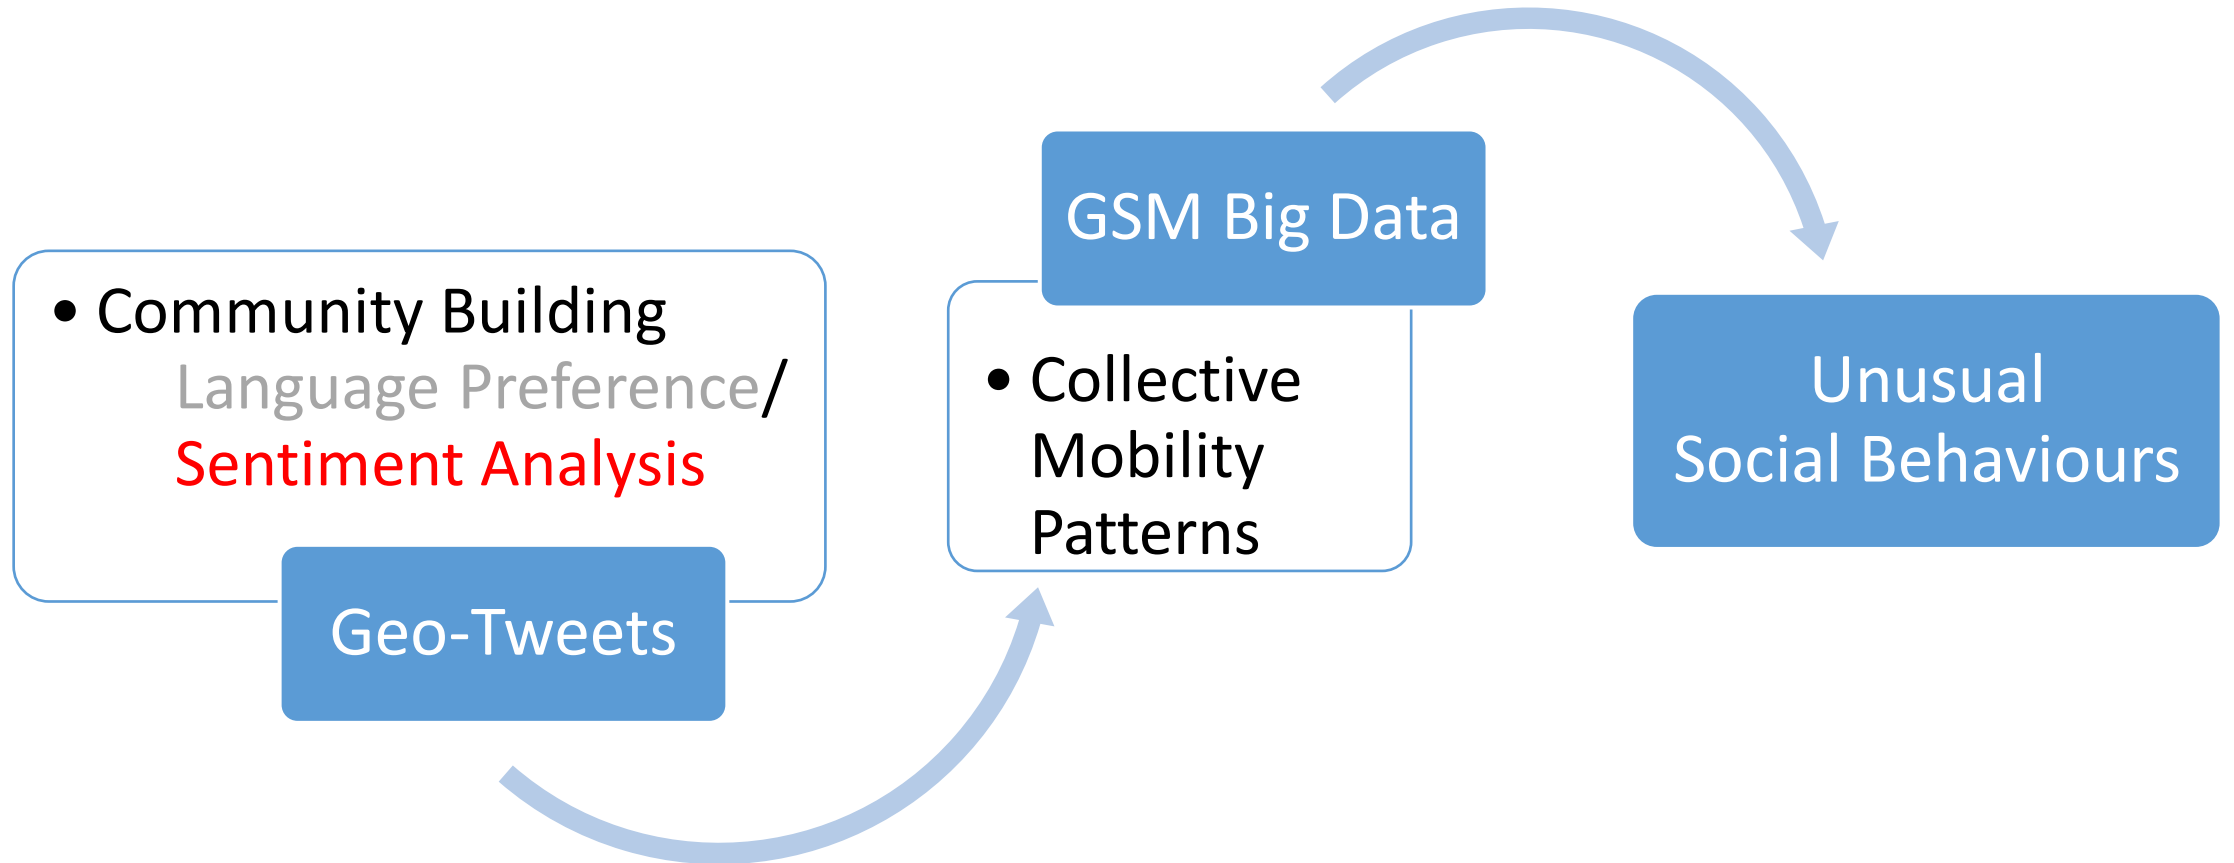 • Community Building
Language Preference/
Sentiment Analysis
Geo-Tweets
GSM Big Data
• Collective
Mobility
Patterns
Unusual
Social Behaviours